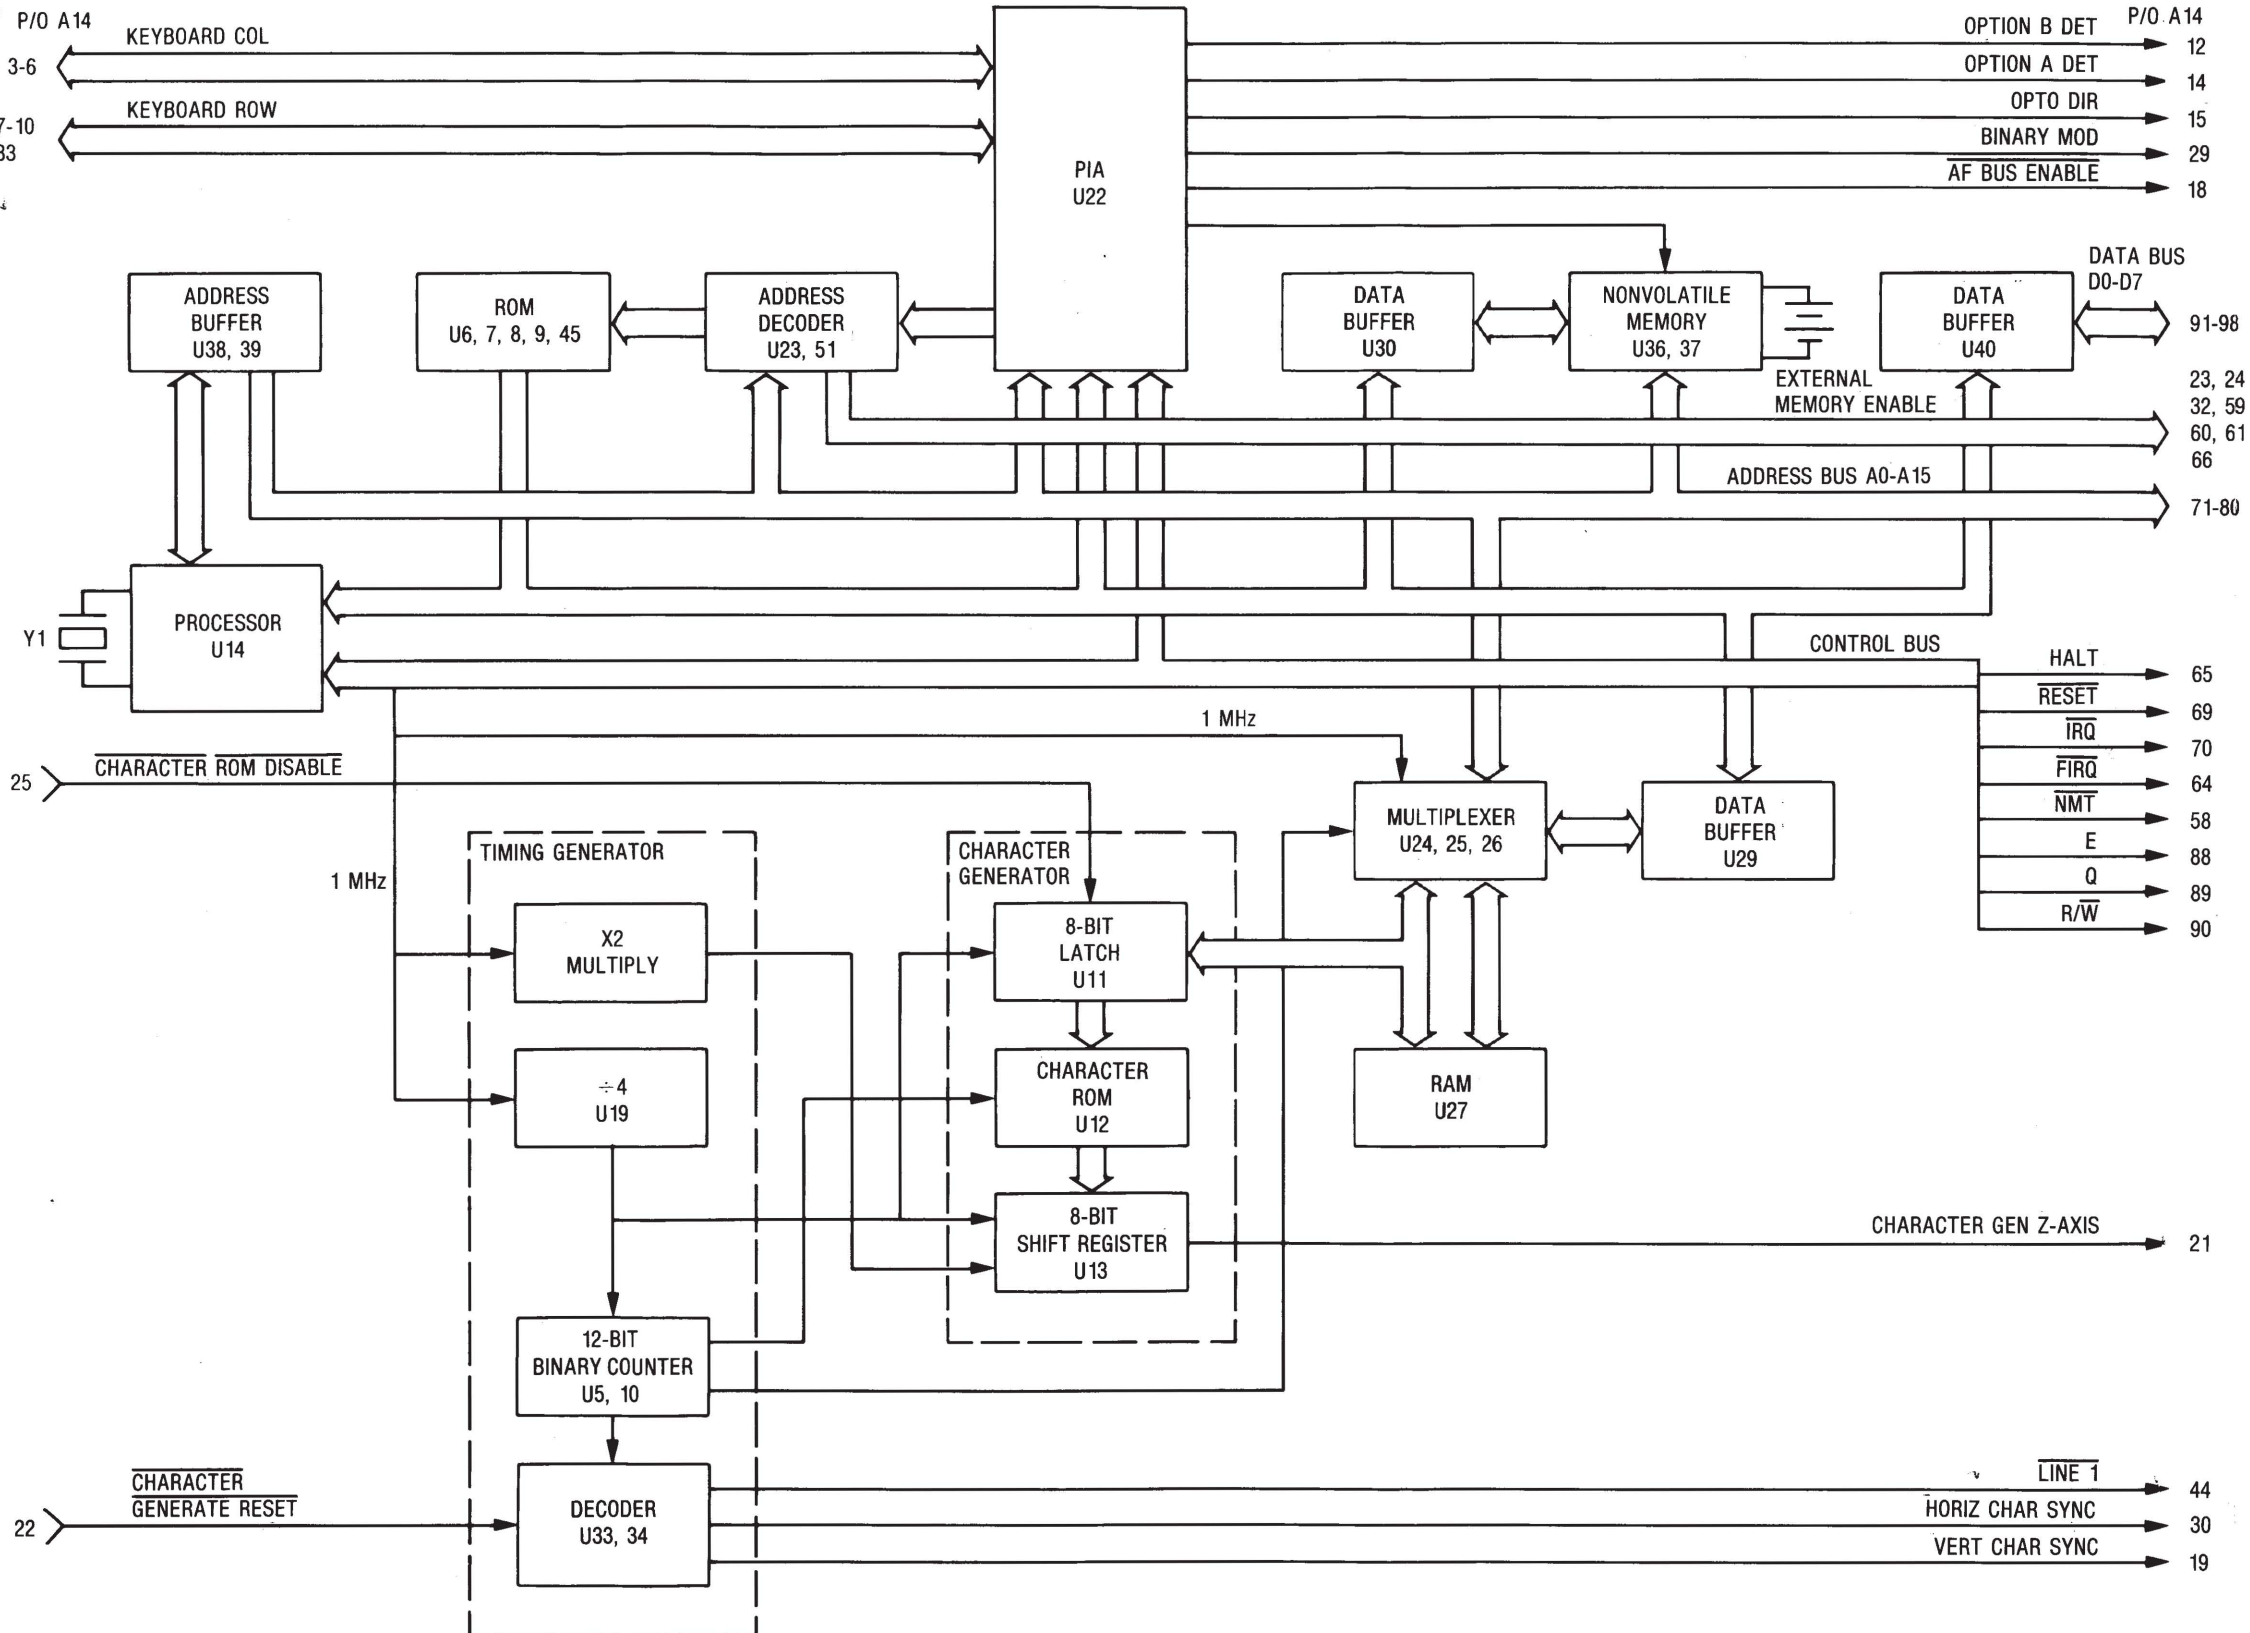 P/O A14
KEYBOARD COL
3-6
KEYBOARD ROW
7-10
33
PIA
U22
P/O A14
OPTION B DET
12
OPTION A DET
14
OPTO DIR
15
BINARY MOD
29
AF BUS ENABLE
18
ADDRESS
BUFFER
U38, 39
ROM
U6, 7, 8, 9, 45
ADDRESS
DECODER
U23, 51
DATA
BUFFER
U30
NONVOLATILE
MEMORY
U36, 37
DATA
BUFFER
U40
DATA BUS
D0-D7
91-98
EXTERNAL
MEMORY ENABLE
23, 24
32, 59
60, 61
66
ADDRESS BUS A0-A15
71-80
Y1
PROCESSOR
U14
CONTROL BUS
HALT
65
RESET
69
IRQ
70
FIRQ
64
NMT
58
E
88
Q
89
R/W
90
1 MHz
25
CHARACTER ROM DISABLE
MULTIPLEXER
U24, 25, 26
DATA
BUFFER
U29
TIMING GENERATOR
1 MHz
X2
MULTIPLY
÷4
U19
CHARACTER
GENERATOR
8-BIT
LATCH
U11
CHARACTER
ROM
U12
8-BIT
SHIFT REGISTER
U13
RAM
U27
CHARACTER GEN Z-AXIS
21
12-BIT
BINARY COUNTER
U5, 10
22
CHARACTER
GENERATE RESET
DECODER
U33, 34
LINE 1
44
HORIZ CHAR SYNC
30
VERT CHAR SYNC
19